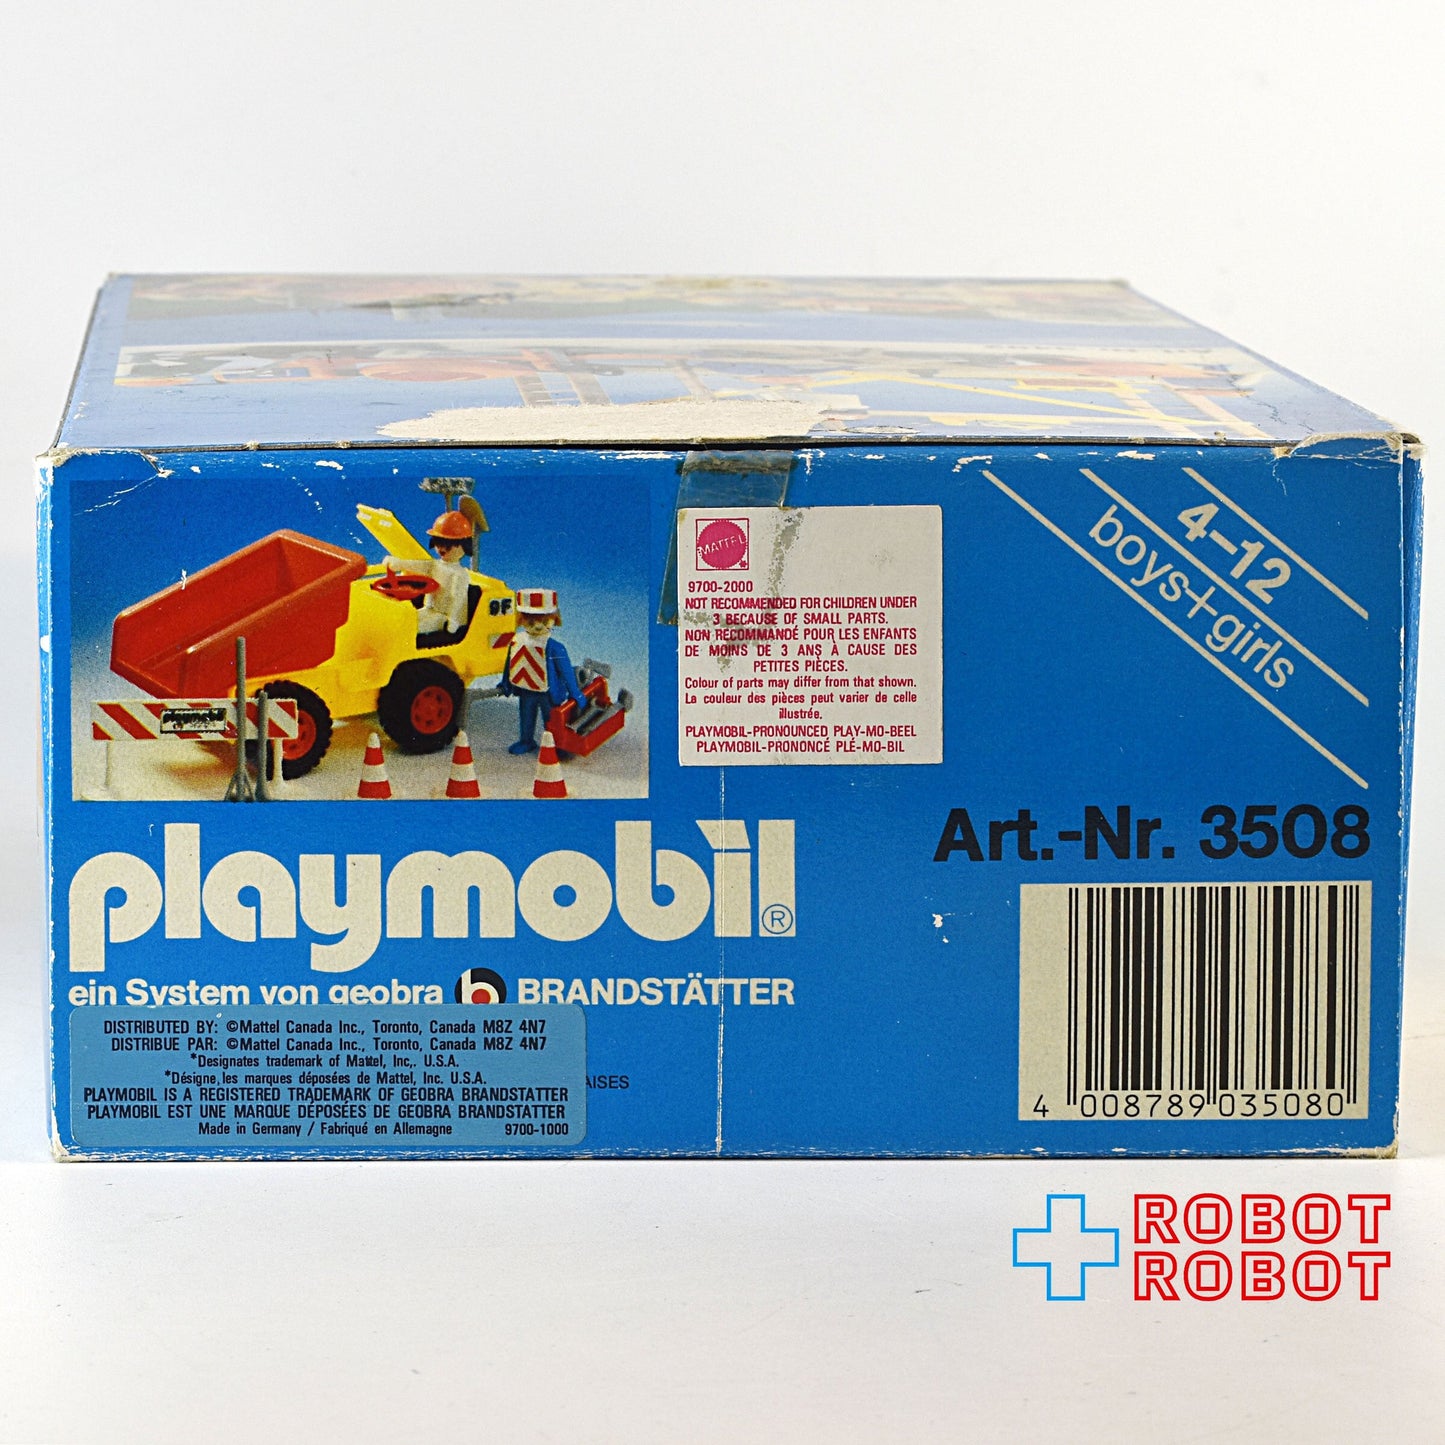 9F
playmobil
MATTEL
9700-2000
NOT RECOMMENDED FOR CHILDREN UNDER
3 BECAUSE OF SMALL PARTS.
NON RECOMMANDÉ POUR LES ENFANTS
DE MOINS DE 3 ANS À CAUSE DES
PETITES PIÈCES.
Colour of parts may differ from that shown.
La couleur des pièces peut varier de celle
illustrée.
PLAYMOBIL-PRONOUNCED PLAY-MO-BEEL
PLAYMOBIL-PRONONCÉ PLÉ-MO-BIL
4-12
boys+girls
playmobil®
ein System von geobra b BRANDSTÄTTER
DISTRIBUTED BY: ©Mattel Canada Inc., Toronto, Canada M8Z 4N7
DISTRIBUE PAR: ©Mattel Canada Inc., Toronto, Canada M8Z 4N7
*Designates trademark of Mattel, Inc,. U.S.A.
*Désigne les marques déposées de Mattel, Inc. U.S.A.
PLAYMOBIL IS A REGISTERED TRADEMARK OF GEOBRA BRANDSTATTER
PLAYMOBIL EST UNE MARQUE DÉPOSÉES DE GEOBRA BRANDSTATTER
Made in Germany / Fabriqué en Allemagne 9700-1000
AISES
Art.-Nr. 3508
4 008789 035080
ROBOT
ROBOT